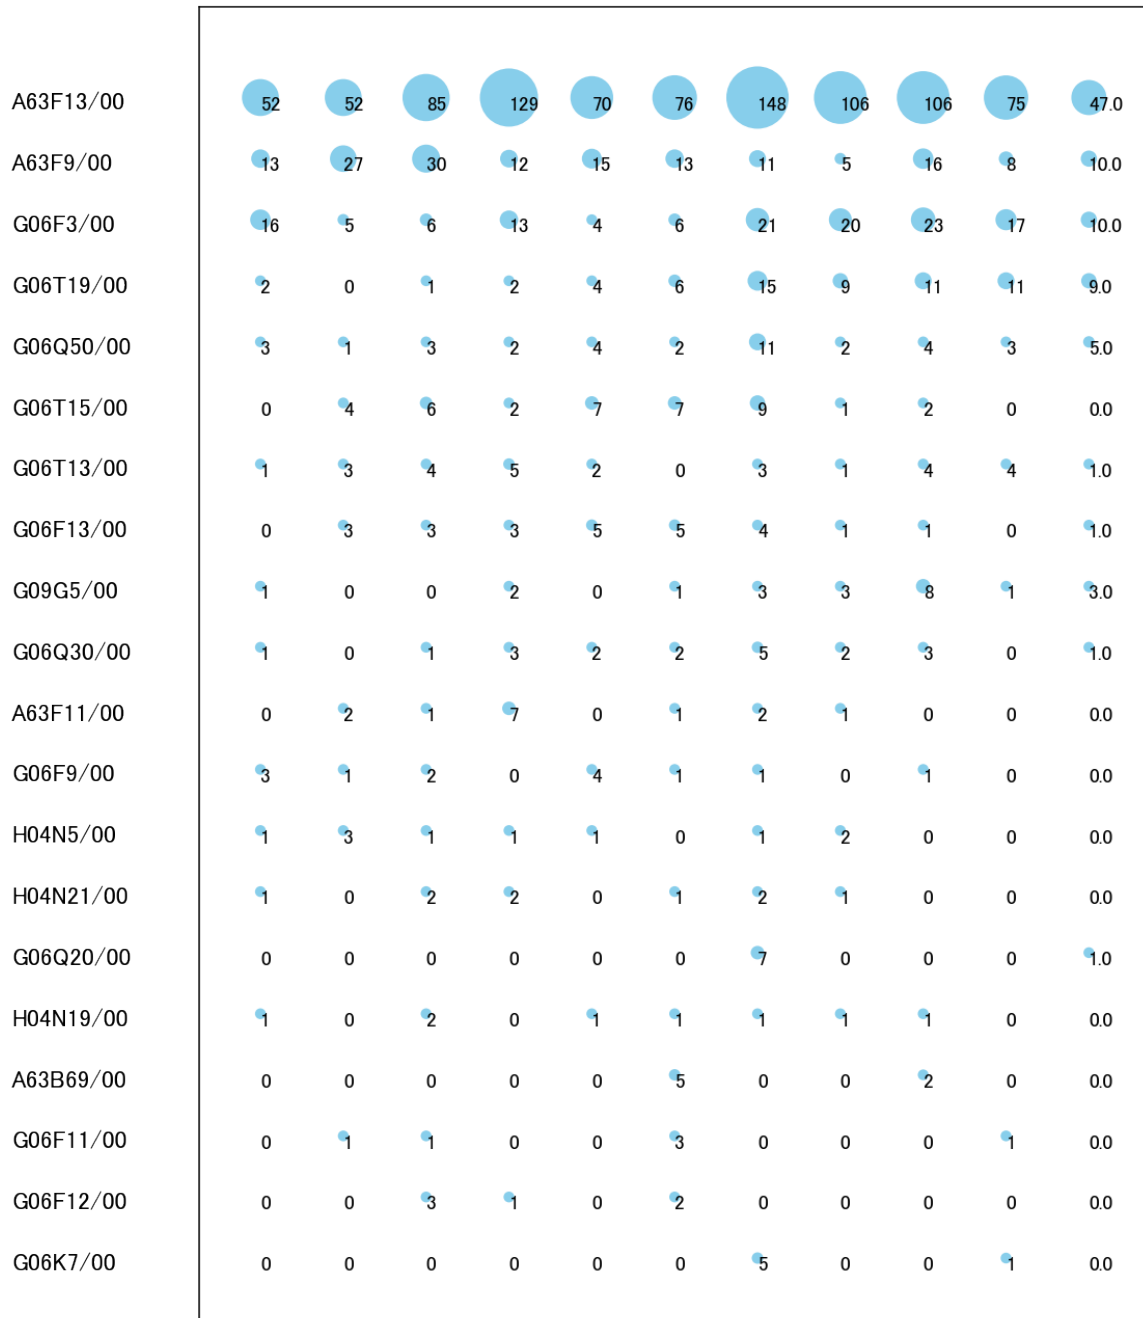 A63F13/00 52 52 85 129 70 76 148 106 106 75 47.0
A63F9/00 13 27 30 12 15 13 11 5 16 8 10.0
G06F3/00 16 5 6 13 4 6 21 20 23 17 10.0
G06T19/00 2 0 1 2 4 6 15 9 11 11 9.0
G06Q50/00 3 1 3 2 4 2 11 2 4 3 5.0
G06T15/00 0 4 6 2 7 7 9 1 2 0 0.0
G06T13/00 1 3 4 5 2 0 3 1 4 4 1.0
G06F13/00 0 3 3 3 5 5 4 1 1 0 1.0
G09G5/00 1 0 0 2 0 1 3 3 8 1 3.0
G06Q30/00 1 0 1 3 2 2 5 2 3 0 1.0
A63F11/00 0 2 1 7 0 1 2 1 0 0 0.0
G06F9/00 3 1 2 0 4 1 1 0 1 0 0.0
H04N5/00 1 3 1 1 1 0 1 2 0 0 0.0
H04N21/00 1 0 2 2 0 1 2 1 0 0 0.0
G06Q20/00 0 0 0 0 0 0 7 0 0 0 1.0
H04N19/00 1 0 2 0 1 1 1 1 1 0 0.0
A63B69/00 0 0 0 0 0 5 0 0 2 0 0.0
G06F11/00 0 1 1 0 0 3 0 0 0 1 0.0
G06F12/00 0 0 3 1 0 2 0 0 0 0 0.0
G06K7/00 0 0 0 0 0 0 5 0 0 1 0.0